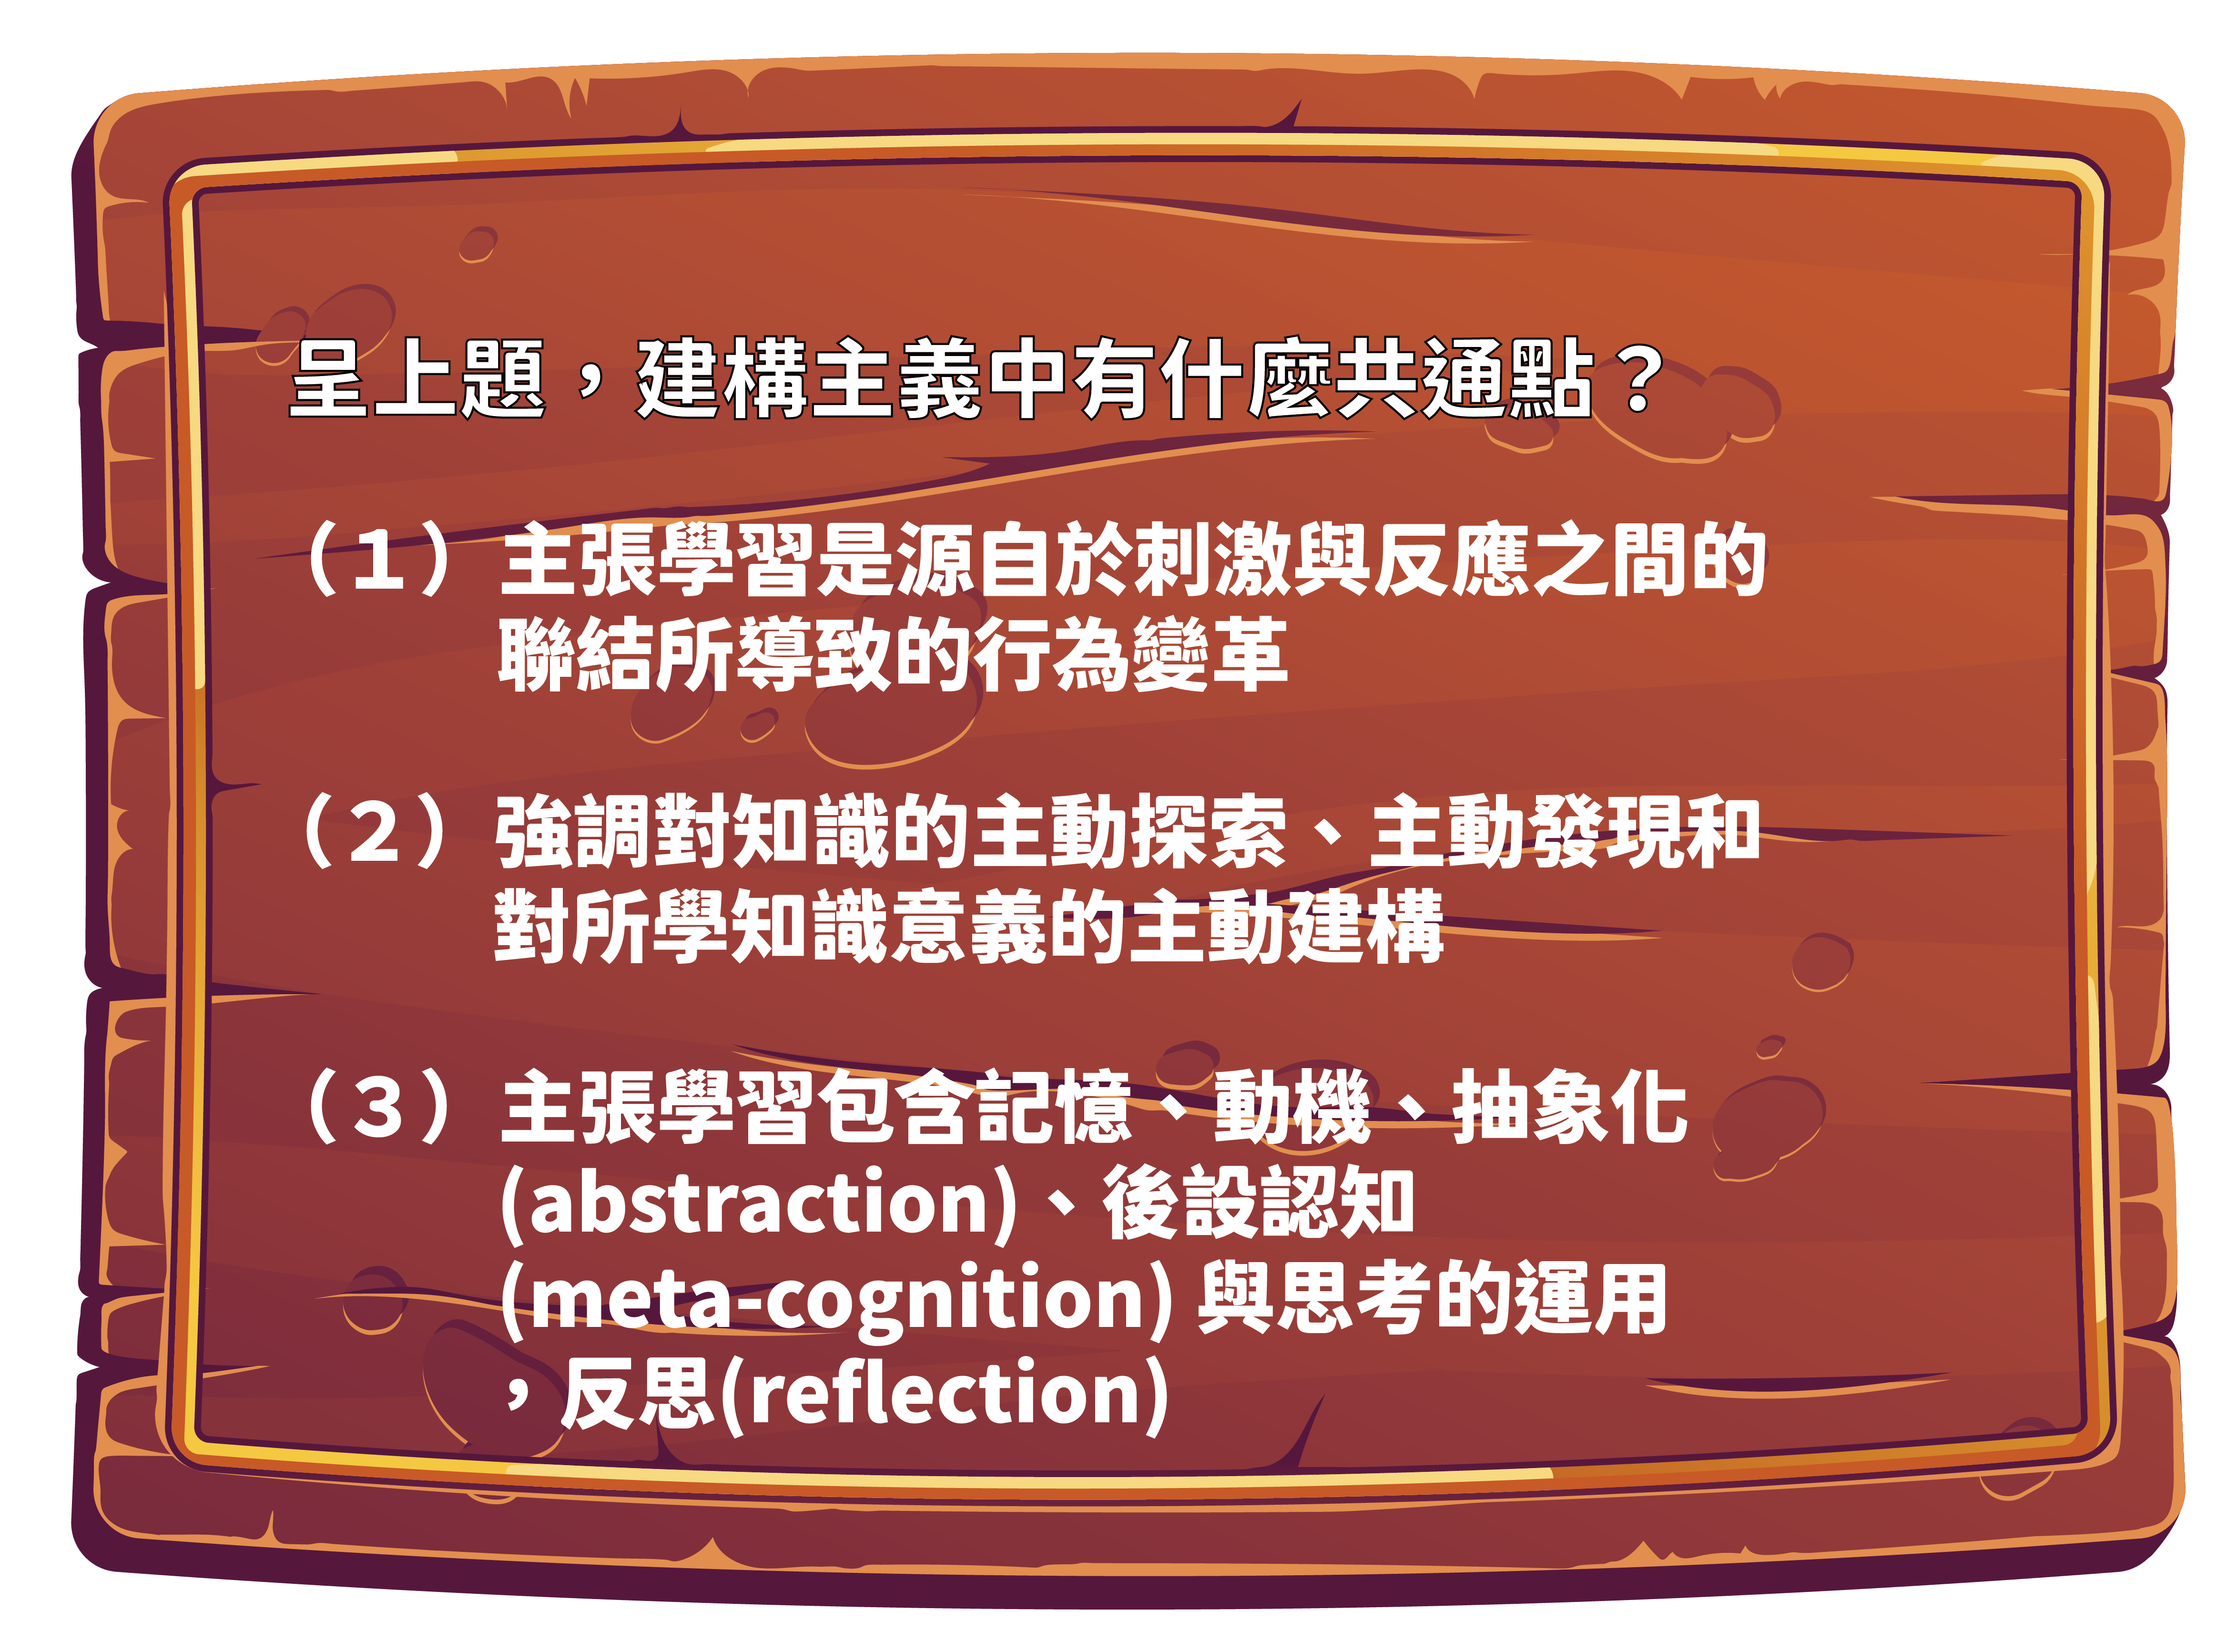 呈上題，建構主義中有什麼共通點？
（1）主張學習是源自於刺激與反應之間的
聯結所導致的行為變革
（2）強調對知識的主動探索、主動發現和
對所學知識意義的主動建構
（3）主張學習包含記憶、動機、抽象化
(abstraction)、後設認知
(meta-cognition) 與思考的運用
，反思(reflection)